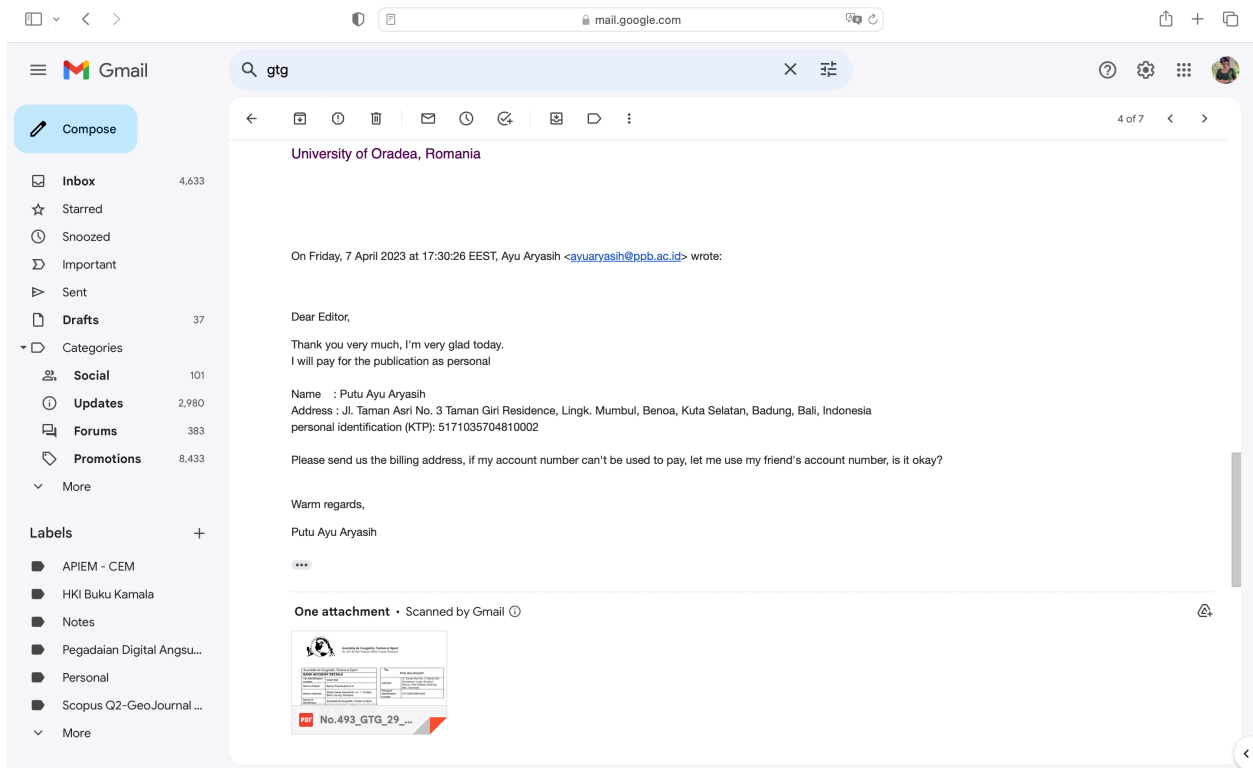 mail.google.com
Gmail
gtg
Compose
4 of 7
Inbox 4,633
Starred
Snoozed
Important
Sent
Drafts 37
Categories
Social 101
Updates 2,980
Forums 383
Promotions 8,433
More
Labels
APIEM - CEM
HKI Buku Kamala
Notes
Pegadaian Digital Angsu...
Personal
Scopus Q2-GeoJournal ...
More
University of Oradea, Romania
On Friday, 7 April 2023 at 17:30:26 EEST, Ayu Aryasih <ayuaryasih@ppb.ac.id> wrote:
Dear Editor,
Thank you very much, I'm very glad today.
I will pay for the publication as personal
Name : Putu Ayu Aryasih
Address : Jl. Taman Asri No. 3 Taman Giri Residence, Lingk. Mumbul, Benoa, Kuta Selatan, Badung, Bali, Indonesia
personal identification (KTP): 5171035704810002
Please send us the billing address, if my account number can't be used to pay, let me use my friend's account number, is it okay?
Warm regards,
Putu Ayu Aryasih
One attachment • Scanned by Gmail
PDF No.493_GTG_29_...